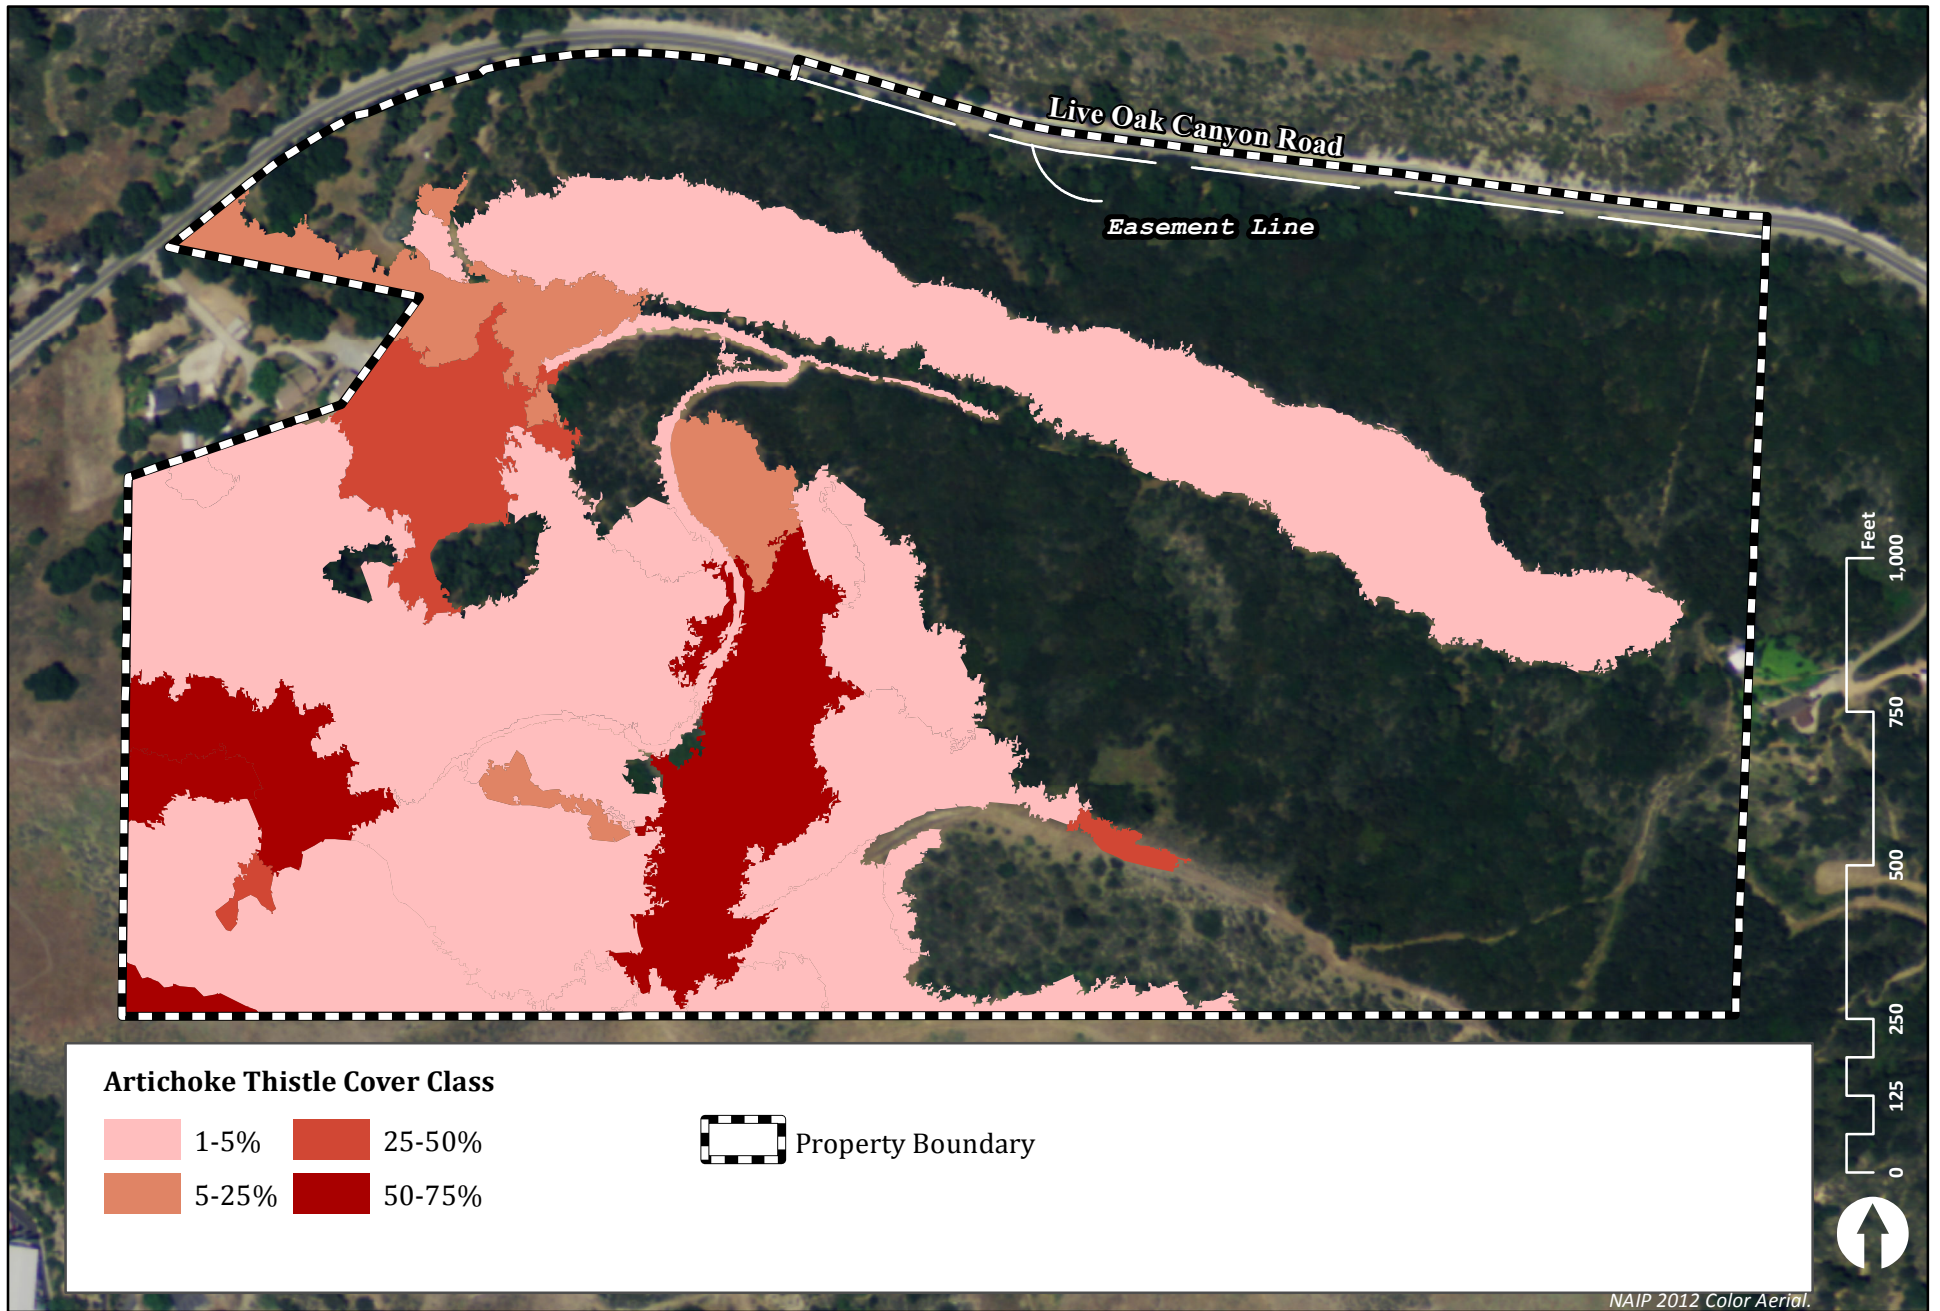 Live Oak Canyon Road
Easement Line
Feet
1,000
750
500
250
125
0
Artichoke Thistle Cover Class
1-5%
25-50%
5-25%
50-75%
Property Boundary
NAIP 2012 Color Aerial.